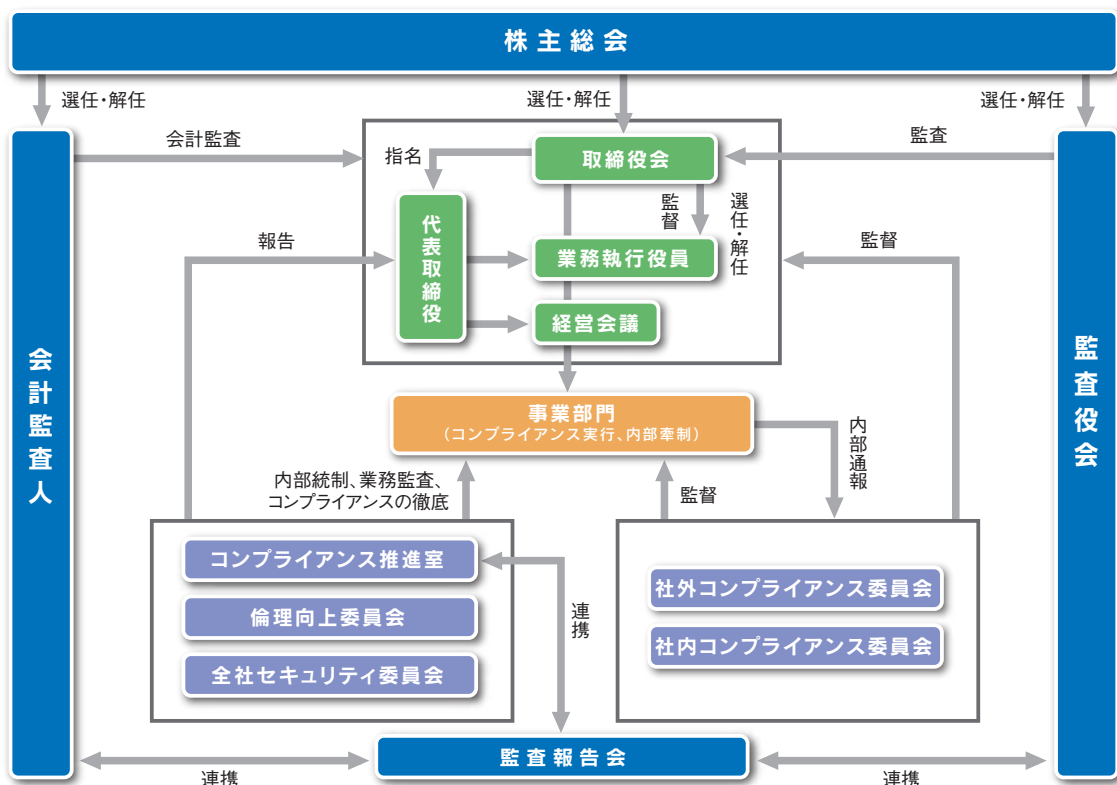 株主総会
選任・解任
選任・解任
選任・解任
会計監査
監査
指名
取締役会
監督
選任・解任
代表取締役
報告
業務執行役員
監督
経営会議
会計監査人
監査役会
事業部門
（コンプライアンス実行、内部牽制）
内部通報
内部統制、業務監査、
コンプライアンスの徹底
監督
コンプライアンス推進室
倫理向上委員会
全社セキュリティ委員会
連携
社外コンプライアンス委員会
社内コンプライアンス委員会
監査報告会
連携
連携